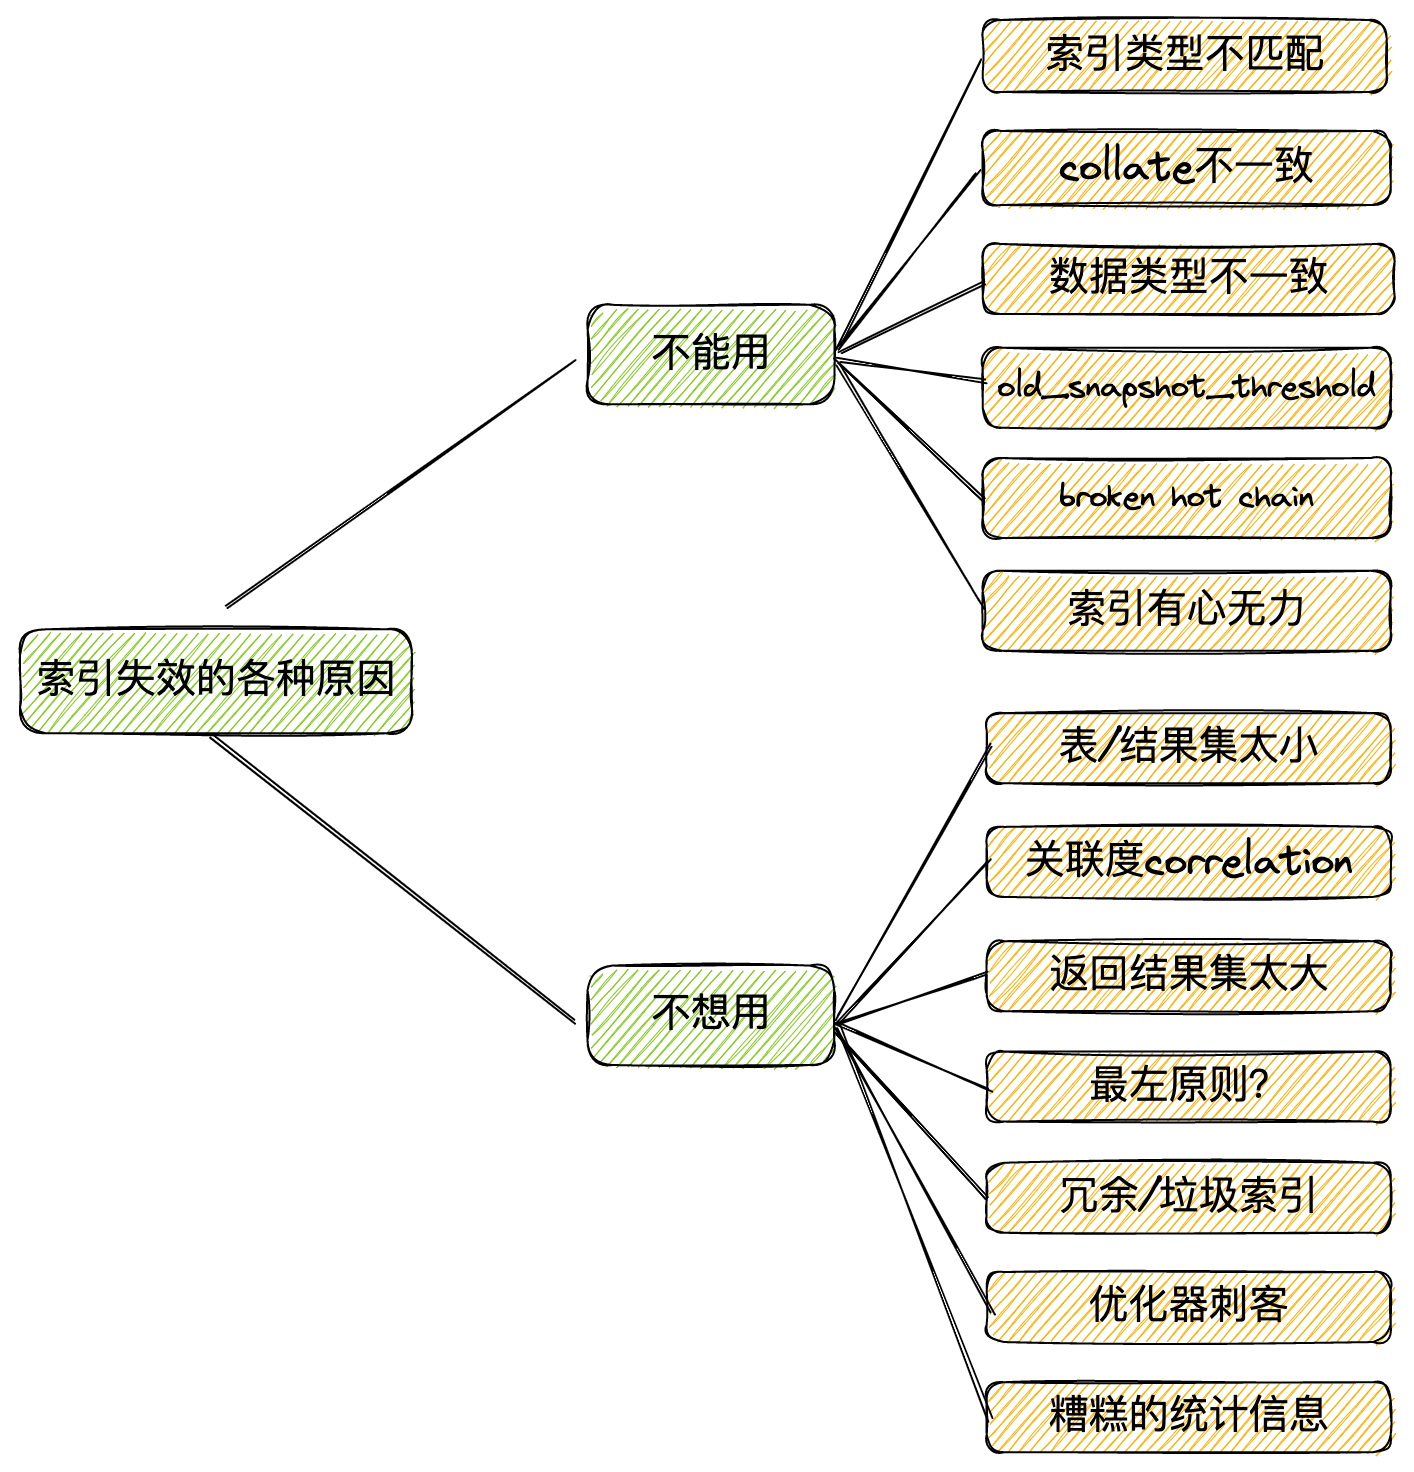 索引失效的各种原因
不能用
索引类型不匹配
collate不一致
数据类型不一致
old_snapshot_threshold
broken hot chain
索引有心无力
不想用
表/结果集太小
关联度correlation
返回结果集太大
最左原则?
冗余/垃圾索引
优化器刺客
糟糕的统计信息